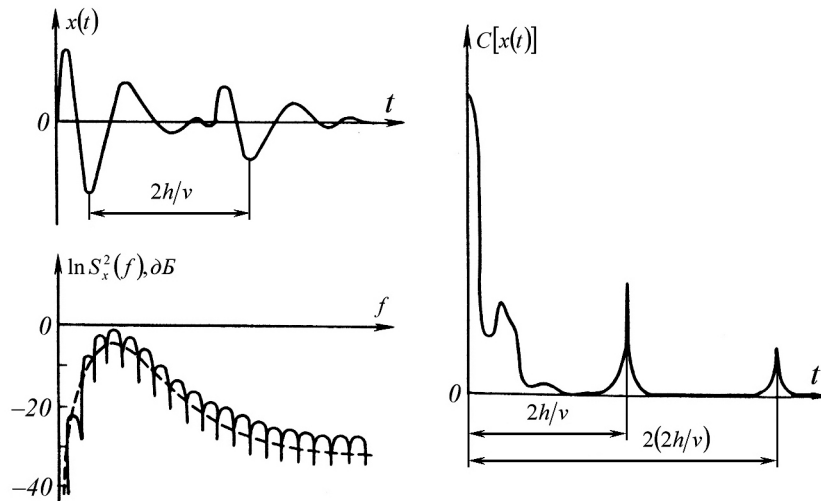 x(t)
t
0
2h/v
ln S_x^2(f), дБ
f
0
−20
−40
C[x(t)]
t
0
2h/v
2(2h/v)